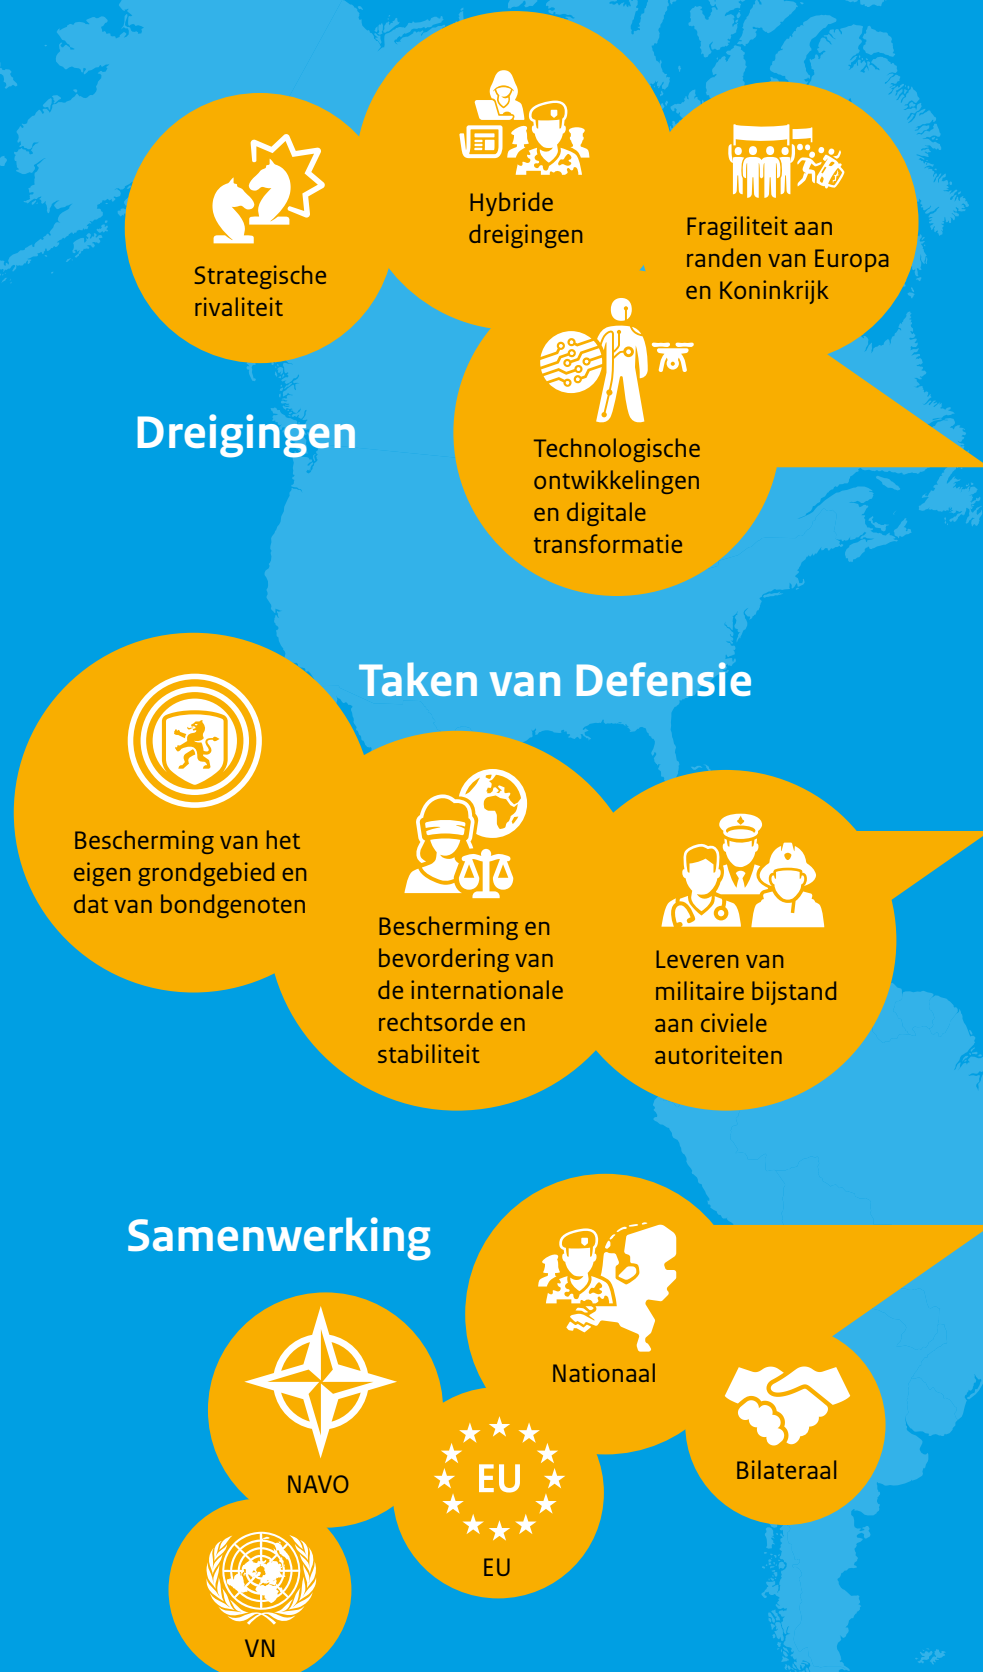 Strategische
rivaliteit
Hybride
dreigingen
Fragiliteit aan
randen van Europa
en Koninkrijk
Technologische
ontwikkelingen
en digitale
transformatie
Dreigingen
Taken van Defensie
Bescherming van het
eigen grondgebied en
dat van bondgenoten
Bescherming en
bevordering van
de internationale
rechtsorde en
stabiliteit
Leveren van
militaire bijstand
aan civiele
autoriteiten
Samenwerking
Nationaal
Bilateraal
NAVO
EU
EU
VN